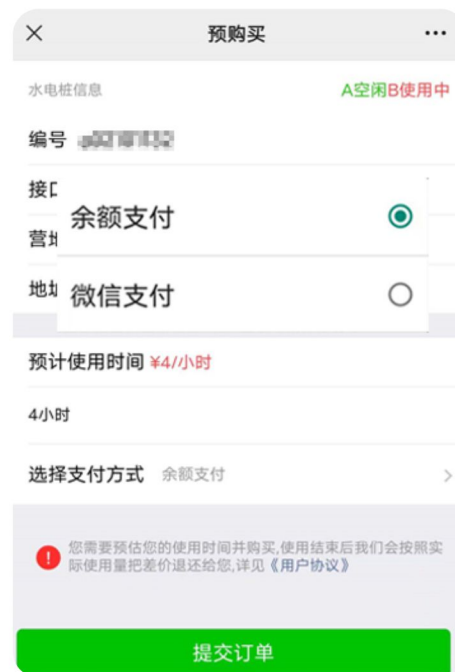 预购买
水电桩信息
A空闲B使用中
编号
接口
余额支付
营地
微信支付
地址
预计使用时间 ¥4/小时
4小时
选择支付方式 余额支付
您需要预估您的使用时间并购买,使用结束后我们会按照实
际使用量把差价退还给您,详见《用户协议》
提交订单